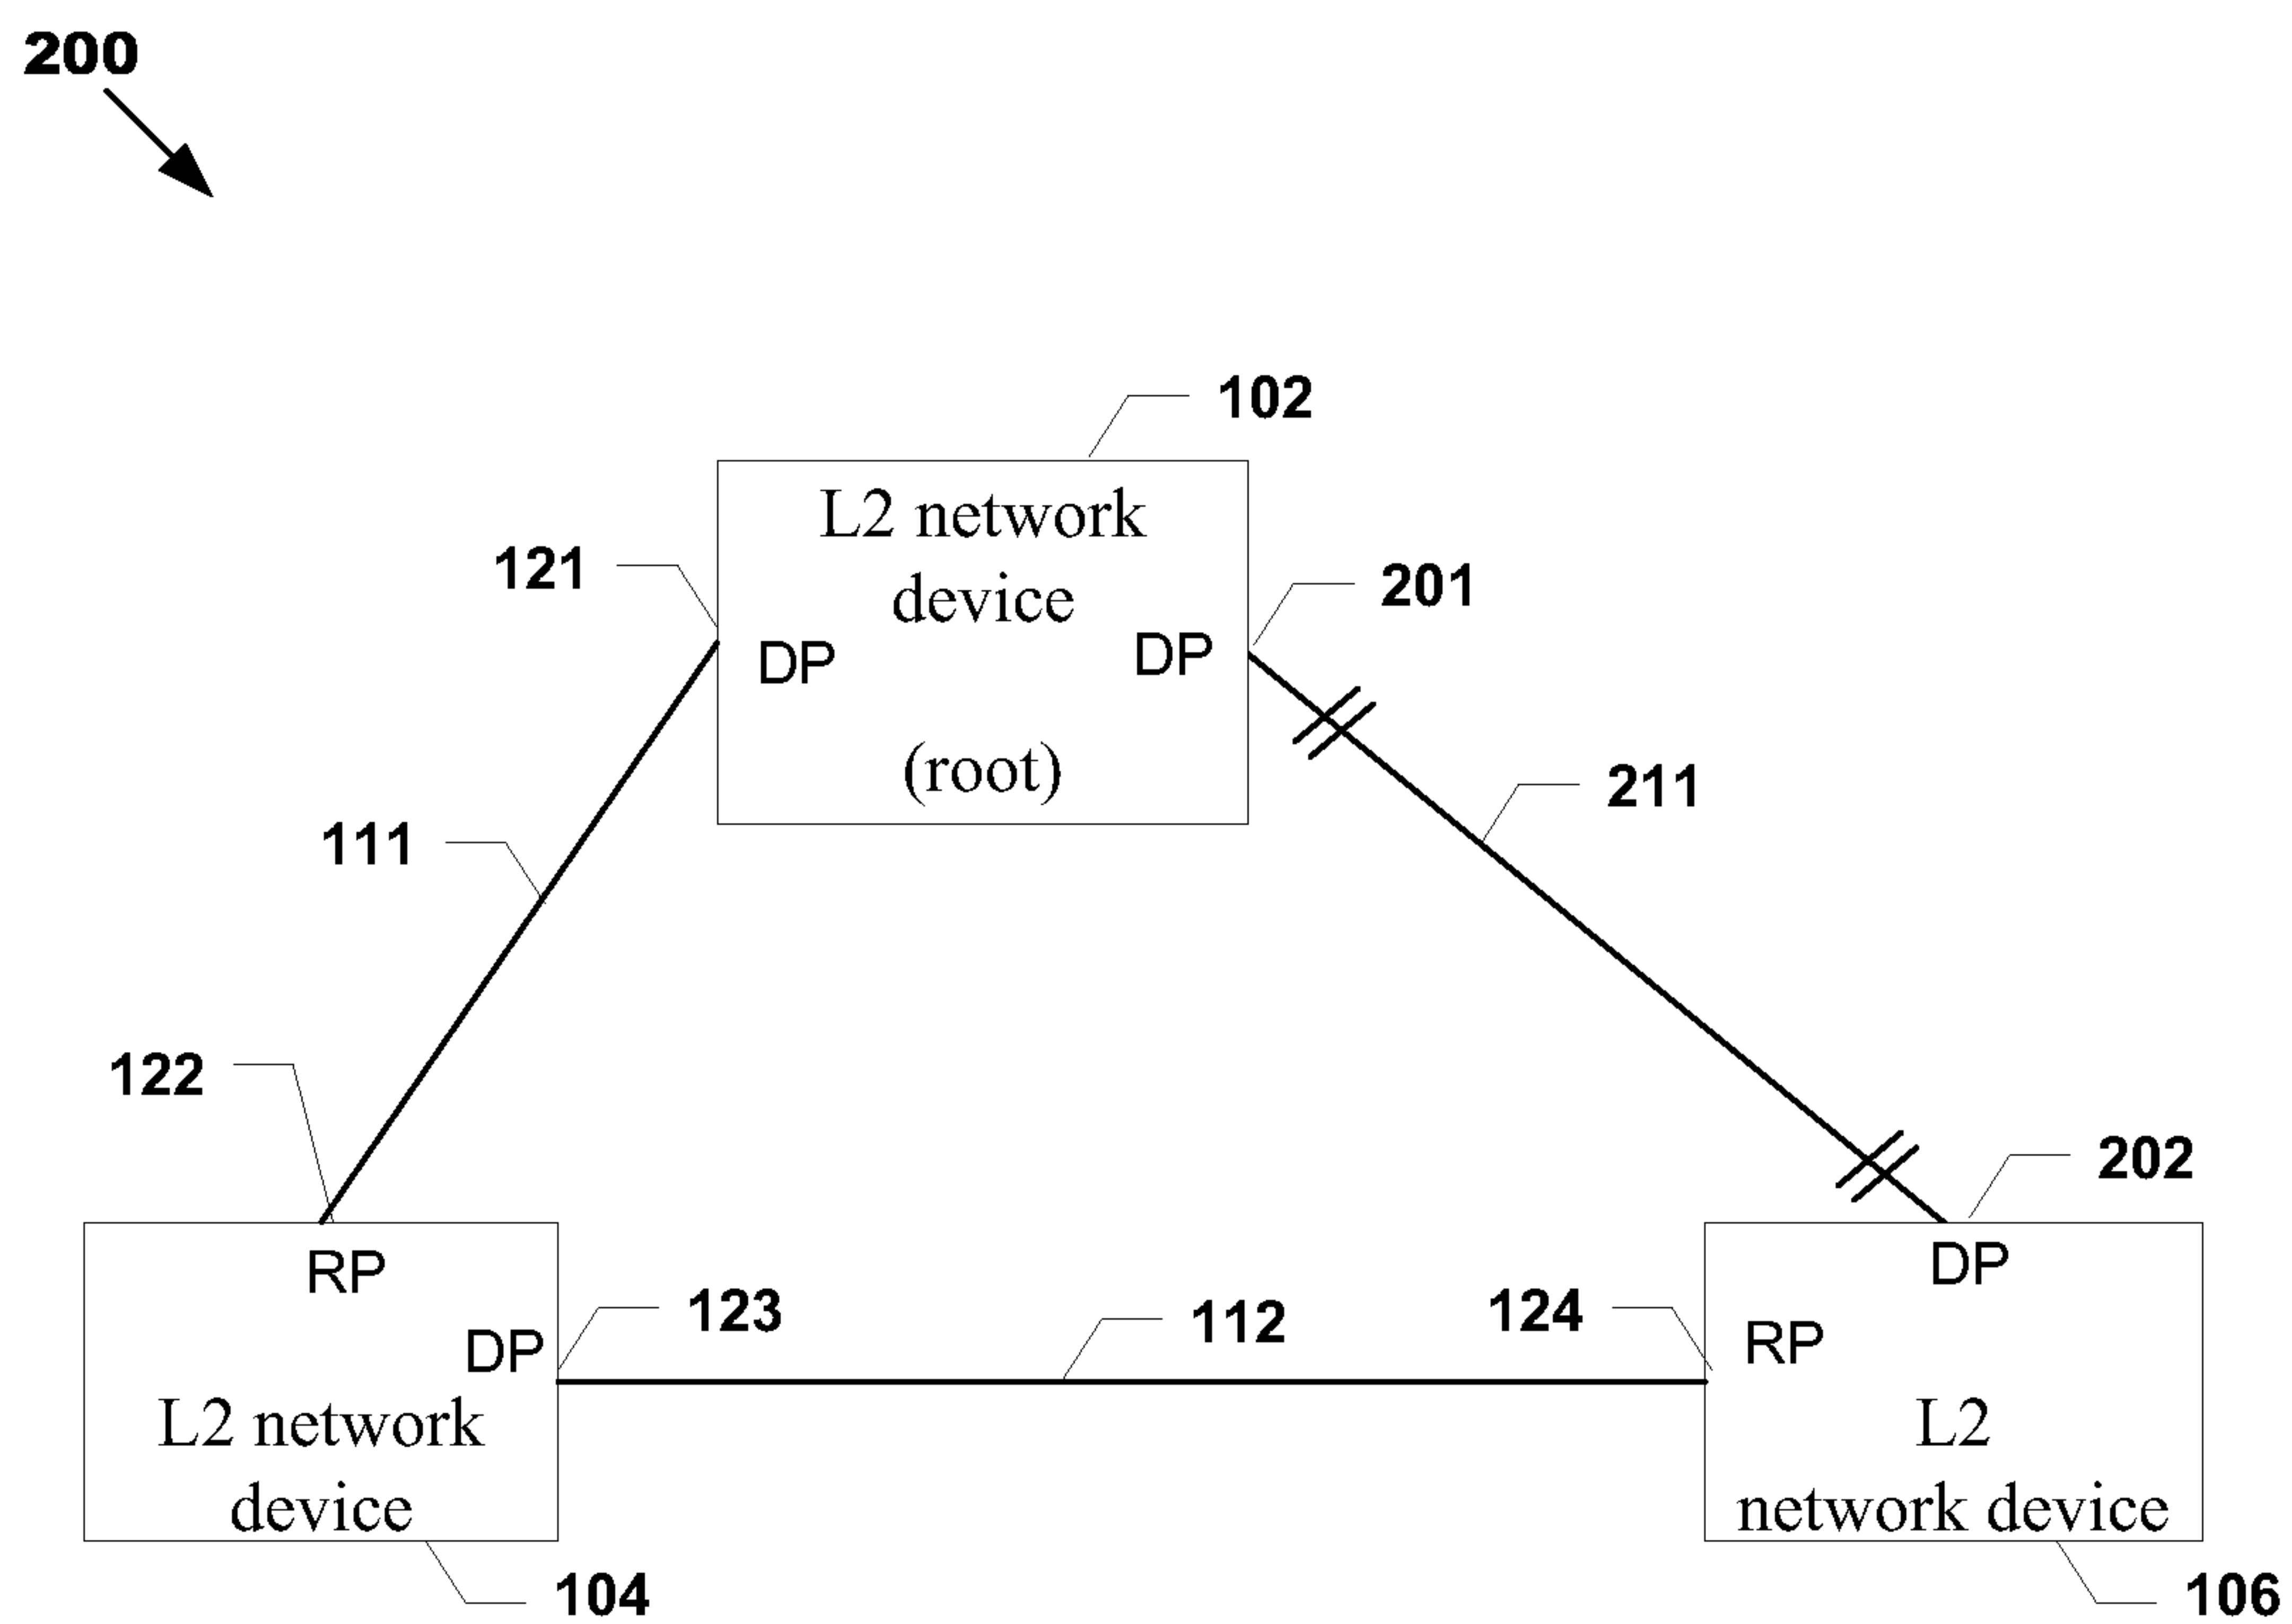 200
102
L2 network
device
121
201
DP
DP
(root)
211
111
122
202
RP
DP
123
112
124
DP
RP
L2 network
device
L2
network device
104
106